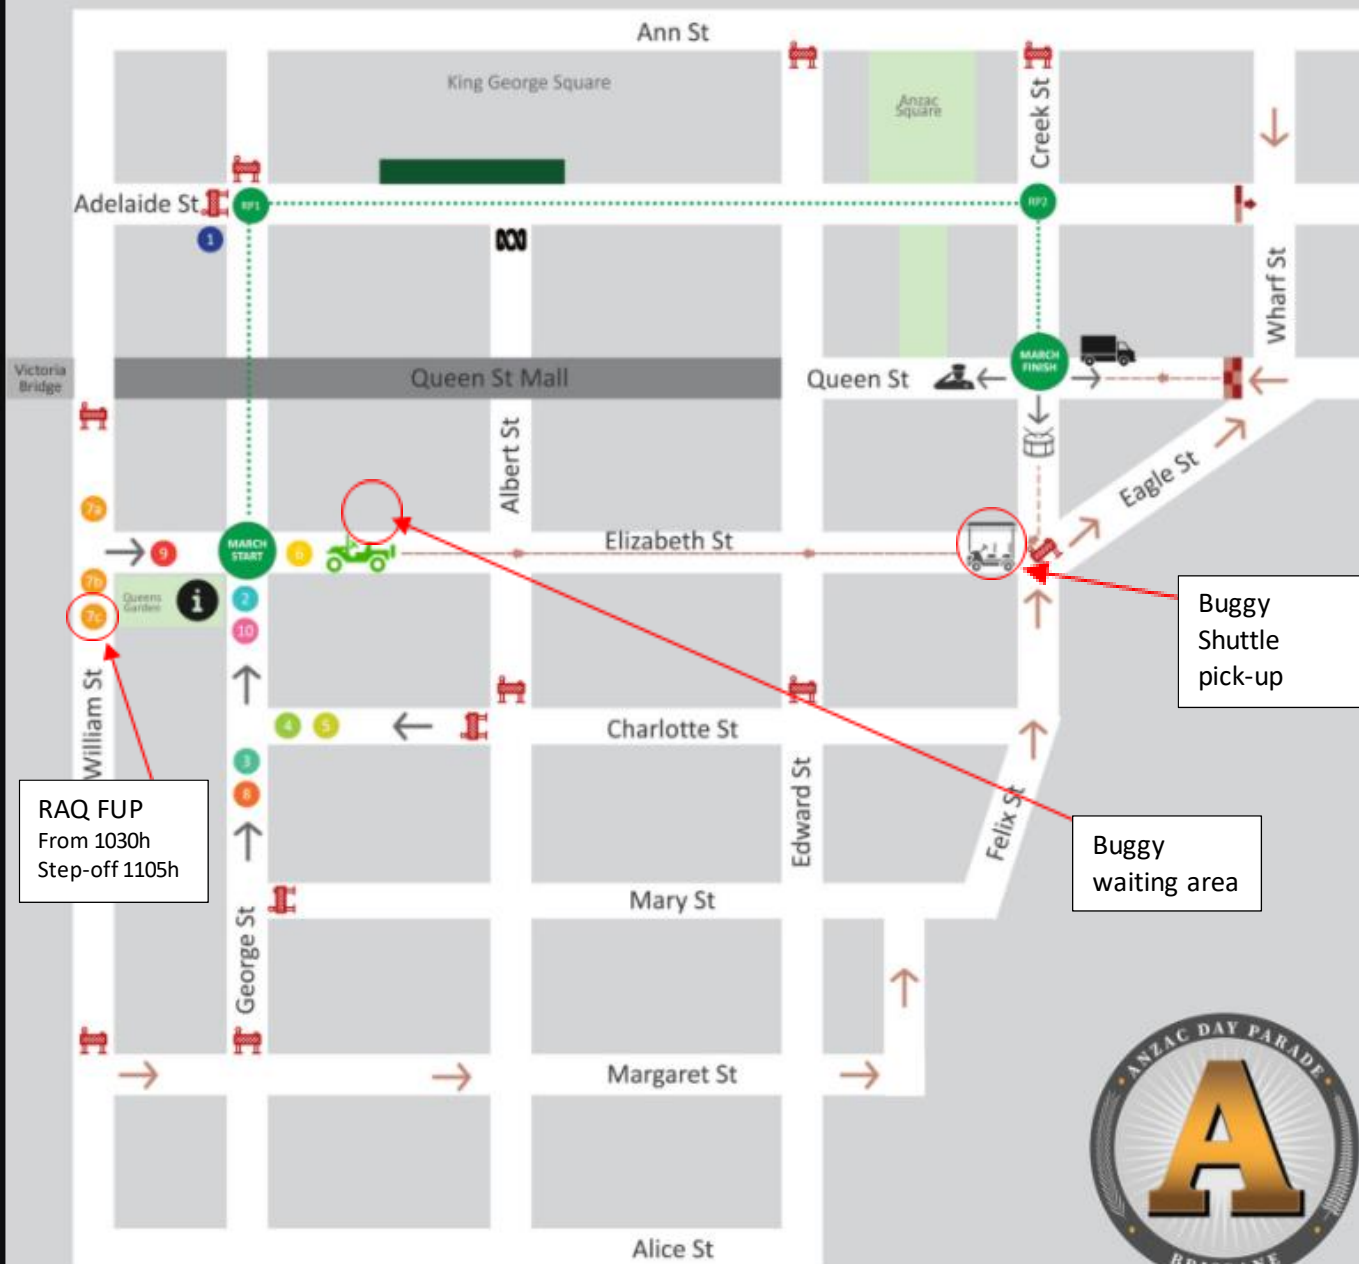 Ann St
King George Square
Anzac
Square
Creek St
Adelaide St
RP1
RP2
1
Wharf St
Victoria
Bridge
Queen St Mall
Queen St
MARCH
FINISH
Albert St
Eagle St
7a
9
MARCH
START
6
Elizabeth St
7b
Queens
Garden
i
2
7c
10
Buggy
Shuttle
pick-up
William St
4
5
Charlotte St
3
8
RAQ FUP
From 1030h
Step-off 1105h
Edward St
Felix St
Buggy
waiting area
George St
Mary St
Margaret St
ANZAC DAY PARADE
A
BRISBANE
Alice St